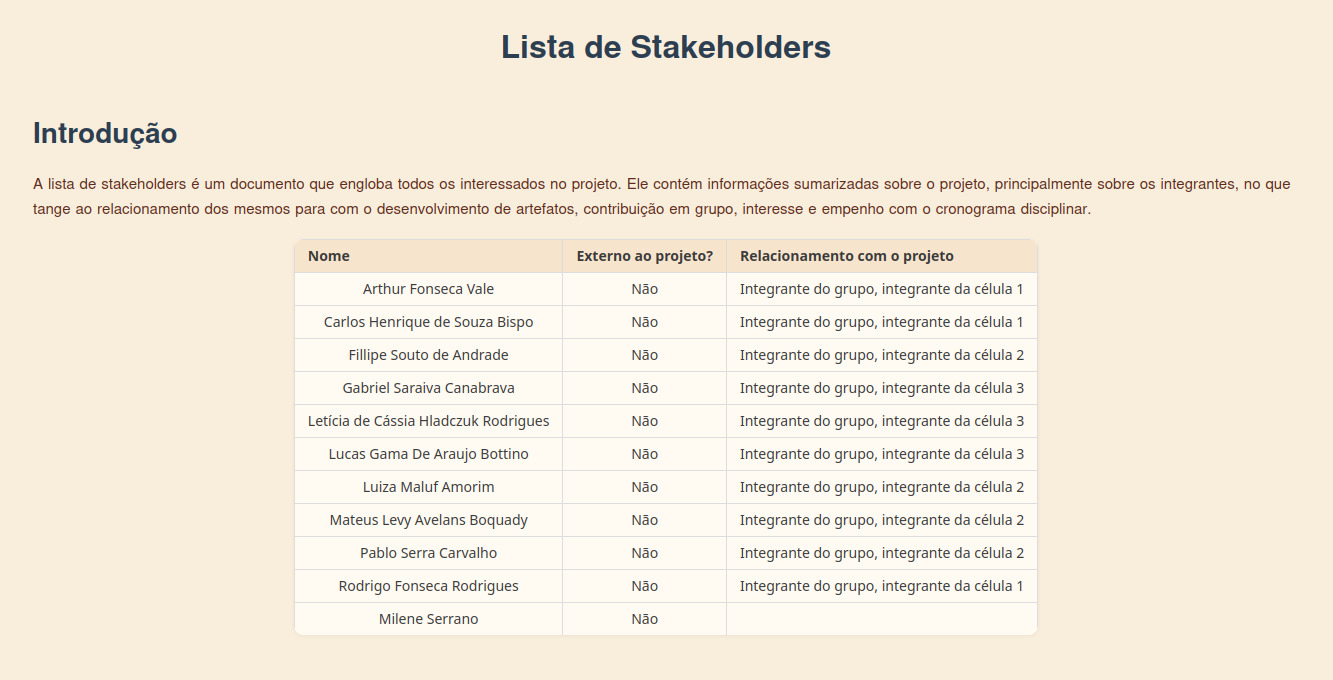 Lista de Stakeholders
Introdução
A lista de stakeholders é um documento que engloba todos os interessados no projeto. Ele contém informações sumarizadas sobre o projeto, principalmente sobre os integrantes, no que
tange ao relacionamento dos mesmos para com o desenvolvimento de artefatos, contribuição em grupo, interesse e empenho com o cronograma disciplinar.
Nome Externo ao projeto? Relacionamento com o projeto
Arthur Fonseca Vale Não Integrante do grupo, integrante da célula 1
Carlos Henrique de Souza Bispo Não Integrante do grupo, integrante da célula 1
Fillipe Souto de Andrade Não Integrante do grupo, integrante da célula 2
Gabriel Saraiva Canabrava Não Integrante do grupo, integrante da célula 3
Letícia de Cássia Hladczuk Rodrigues Não Integrante do grupo, integrante da célula 3
Lucas Gama De Araujo Bottino Não Integrante do grupo, integrante da célula 3
Luiza Maluf Amorim Não Integrante do grupo, integrante da célula 2
Mateus Levy Avelans Boquady Não Integrante do grupo, integrante da célula 2
Pablo Serra Carvalho Não Integrante do grupo, integrante da célula 2
Rodrigo Fonseca Rodrigues Não Integrante do grupo, integrante da célula 1
Milene Serrano Não